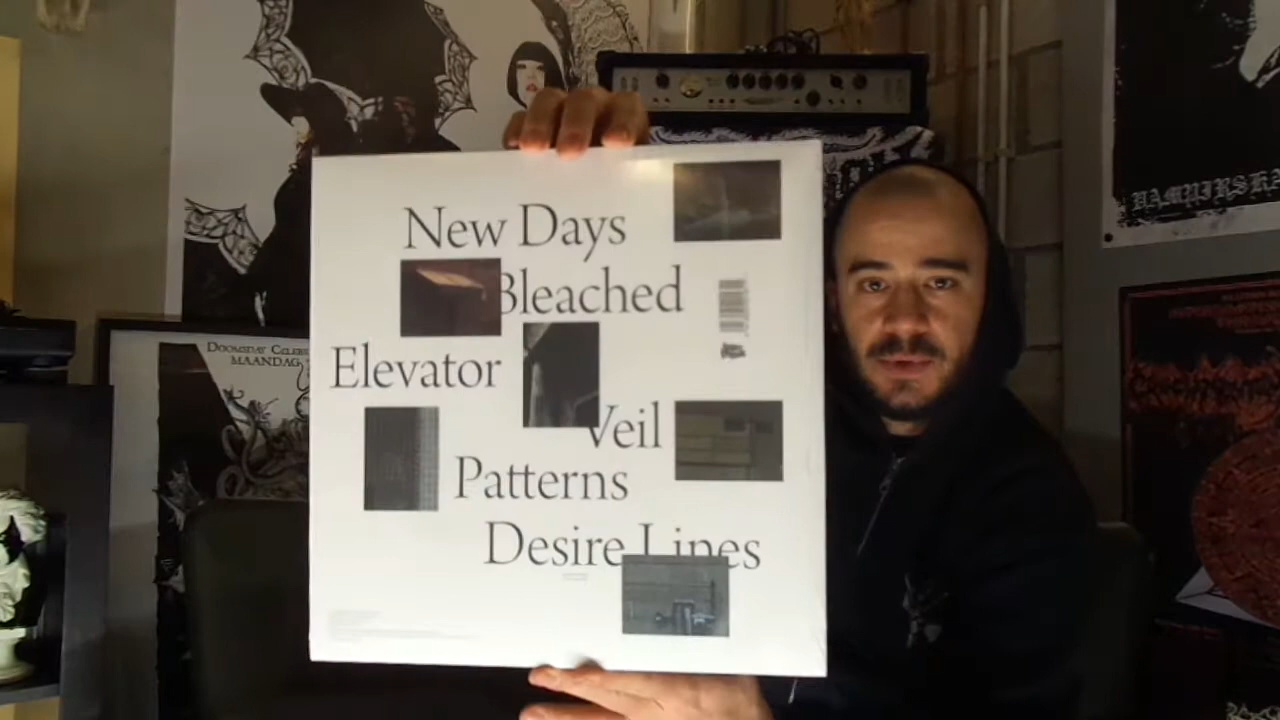 New Days
Bleached
Elevator
Veil
Patterns
Desire Lines
DOOMSDAY CELEB
MAANDAG
VAMPIRSKA